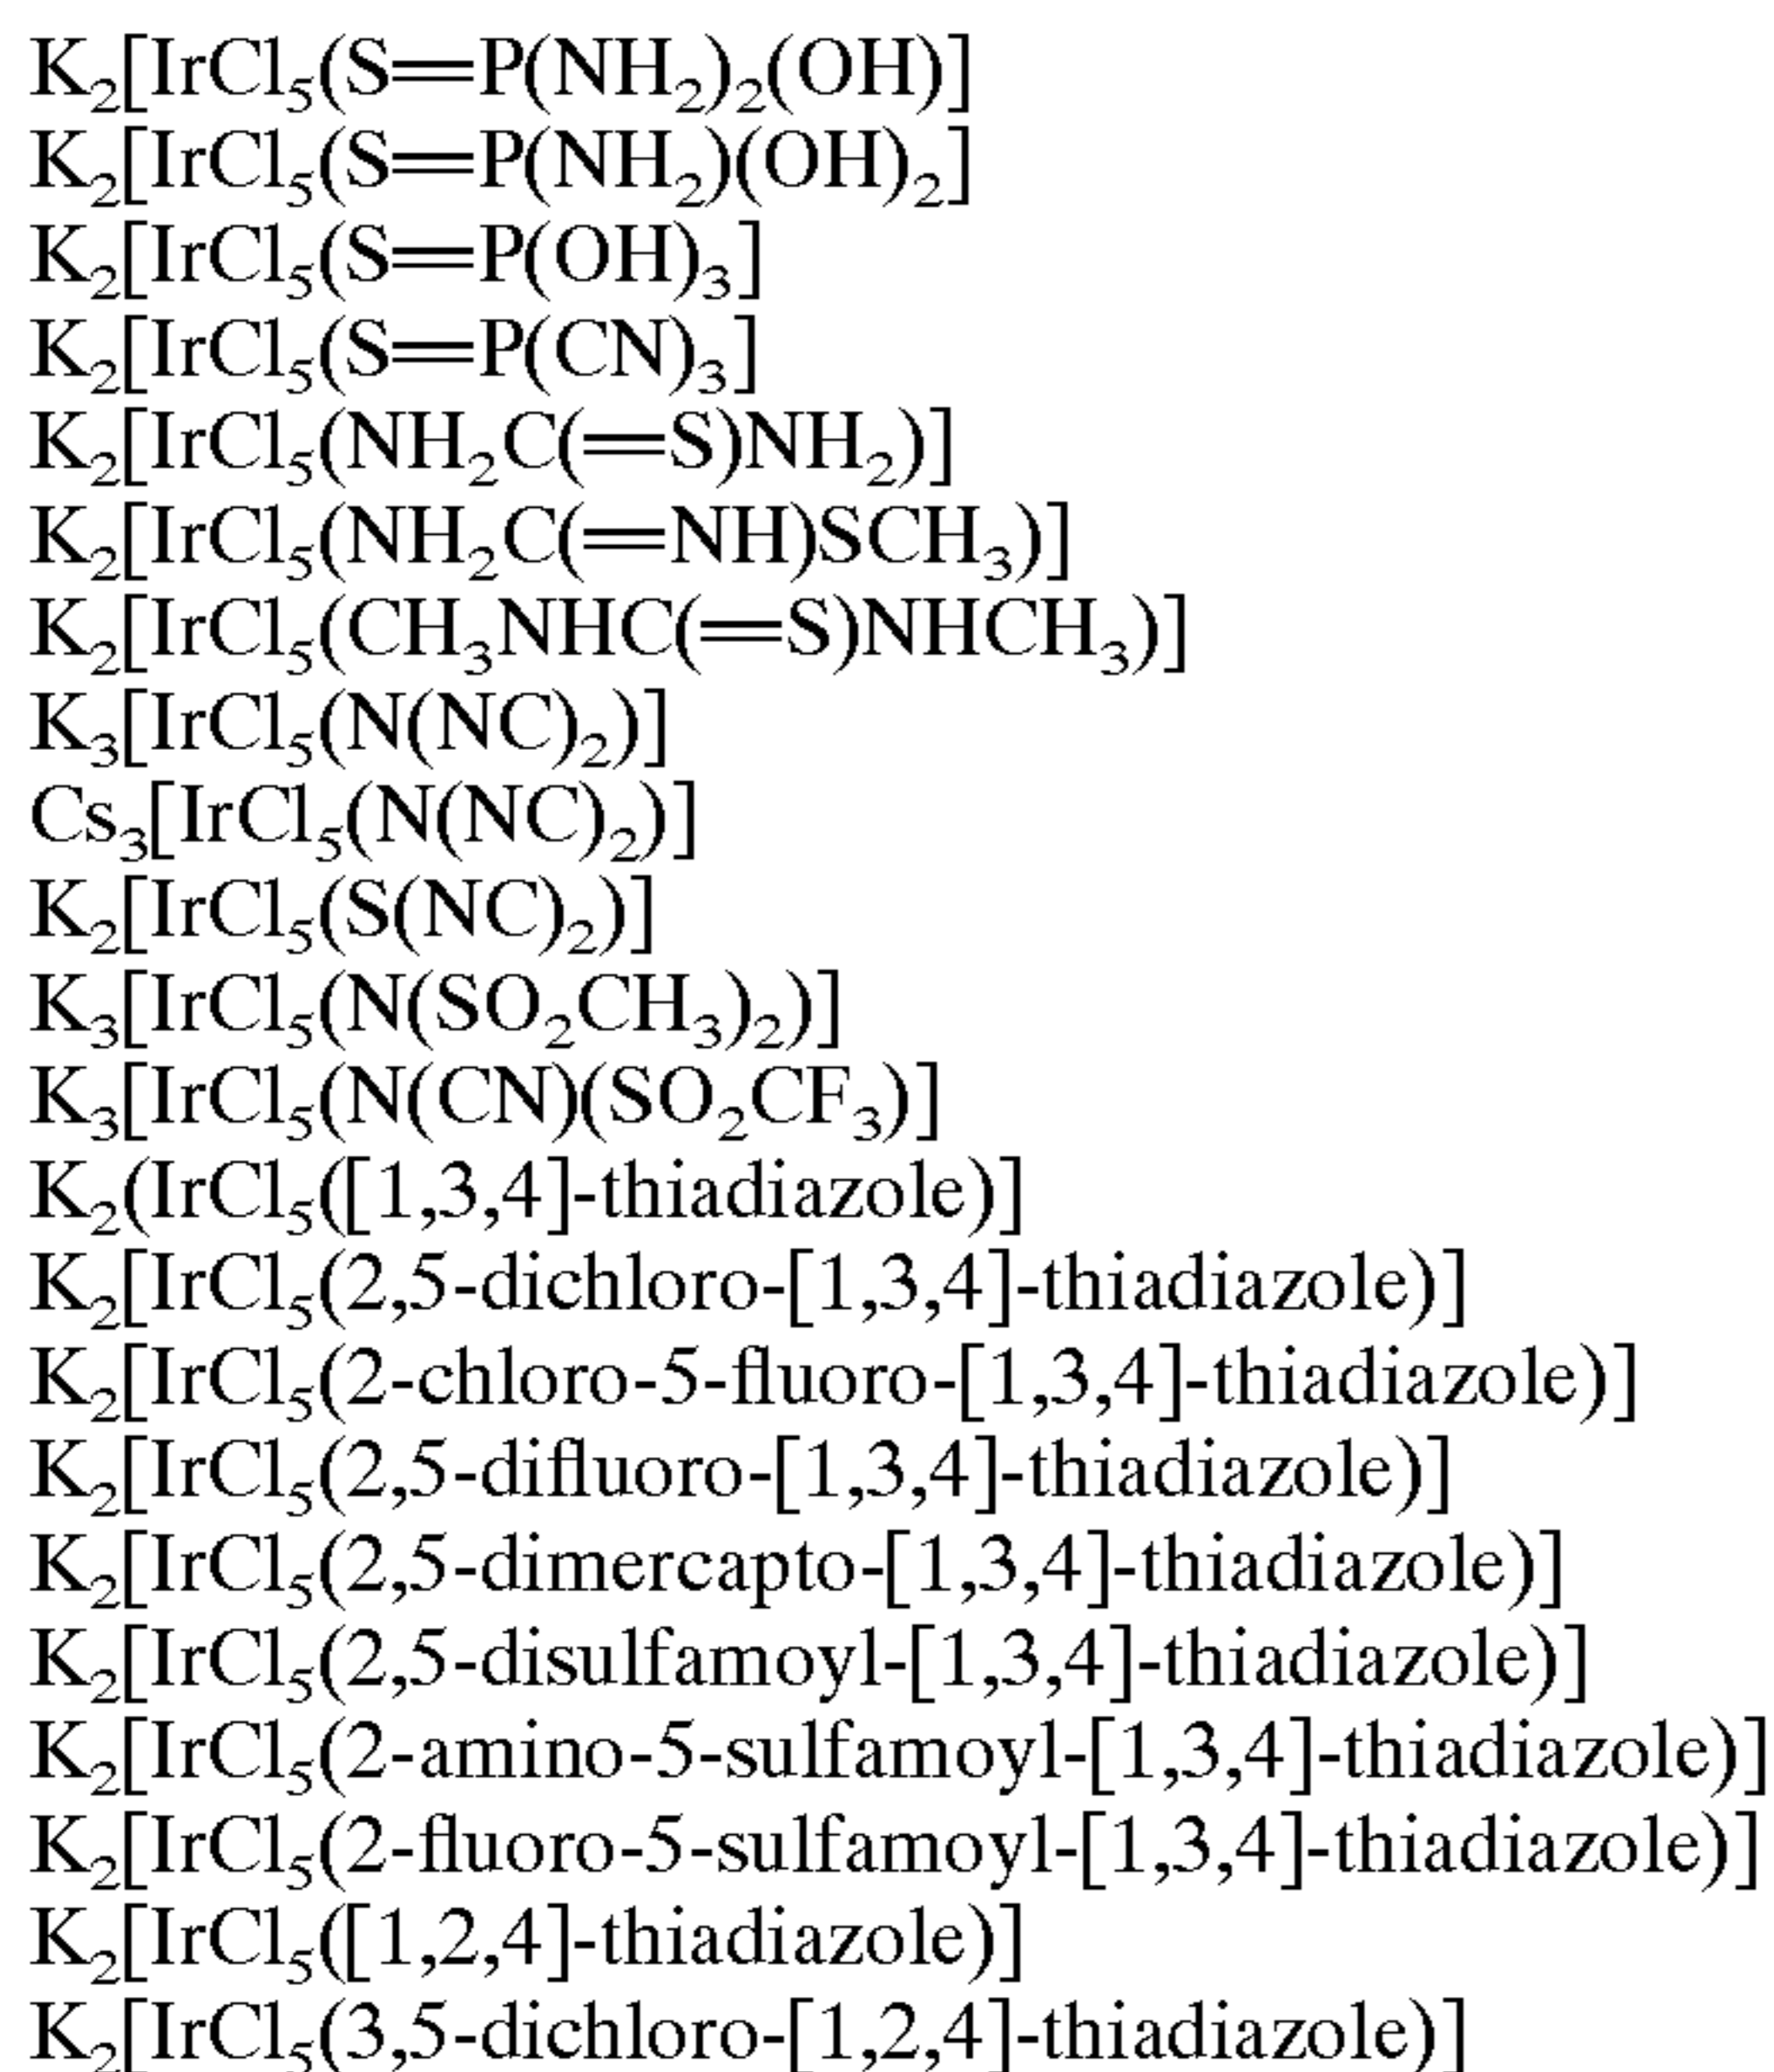 K₂[IrCl₅(S═P(NH₂)₂(OH)]
K₂[IrCl₅(S═P(NH₂)(OH)₂]
K₂[IrCl₅(S═P(OH)₃]
K₂[IrCl₅(S═P(CN)₃]
K₂[IrCl₅(NH₂C(═S)NH₂)]
K₂[IrCl₅(NH₂C(═NH)SCH₃)]
K₂[IrCl₅(CH₃NHC(═S)NHCH₃)]
K₃[IrCl₅(N(NC)₂)]
Cs₃[IrCl₅(N(NC)₂)]
K₂[IrCl₅(S(NC)₂)]
K₃[IrCl₅(N(SO₂CH₃)₂)]
K₃[IrCl₅(N(CN)(SO₂CF₃)]
K₂(IrCl₅([1,3,4]-thiadiazole)]
K₂[IrCl₅(2,5-dichloro-[1,3,4]-thiadiazole)]
K₂[IrCl₅(2-chloro-5-fluoro-[1,3,4]-thiadiazole)]
K₂[IrCl₅(2,5-difluoro-[1,3,4]-thiadiazole)]
K₂[IrCl₅(2,5-dimercapto-[1,3,4]-thiadiazole)]
K₂[IrCl₅(2,5-disulfamoyl-[1,3,4]-thiadiazole)]
K₂[IrCl₅(2-amino-5-sulfamoyl-[1,3,4]-thiadiazole)]
K₂[IrCl₅(2-fluoro-5-sulfamoyl-[1,3,4]-thiadiazole)]
K₂[IrCl₅([1,2,4]-thiadiazole)]
K₂[IrCl₅(3,5-dichloro-[1,2,4]-thiadiazole)]